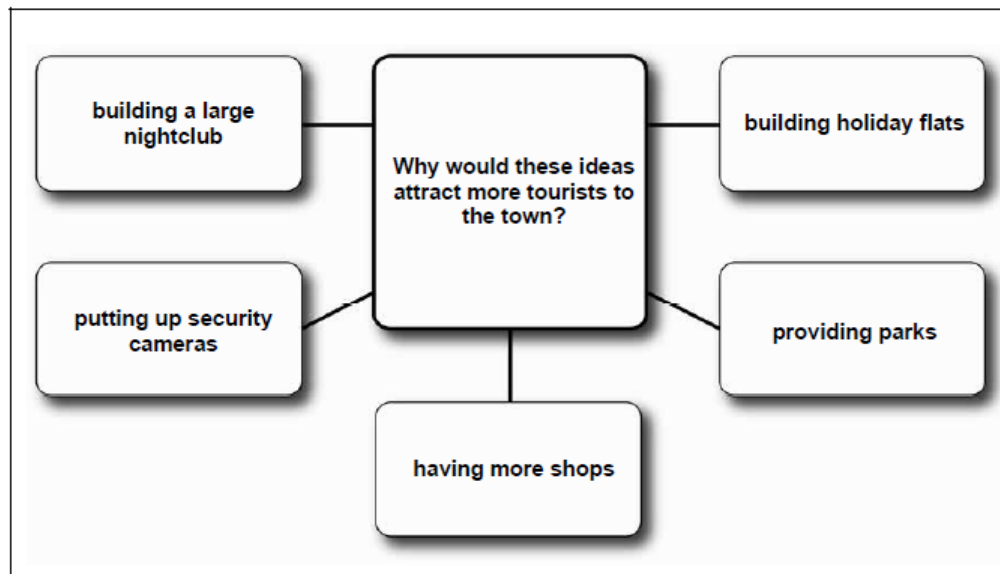 building a large
nightclub
Why would these ideas
attract more tourists to
the town?
building holiday flats
putting up security
cameras
providing parks
having more shops